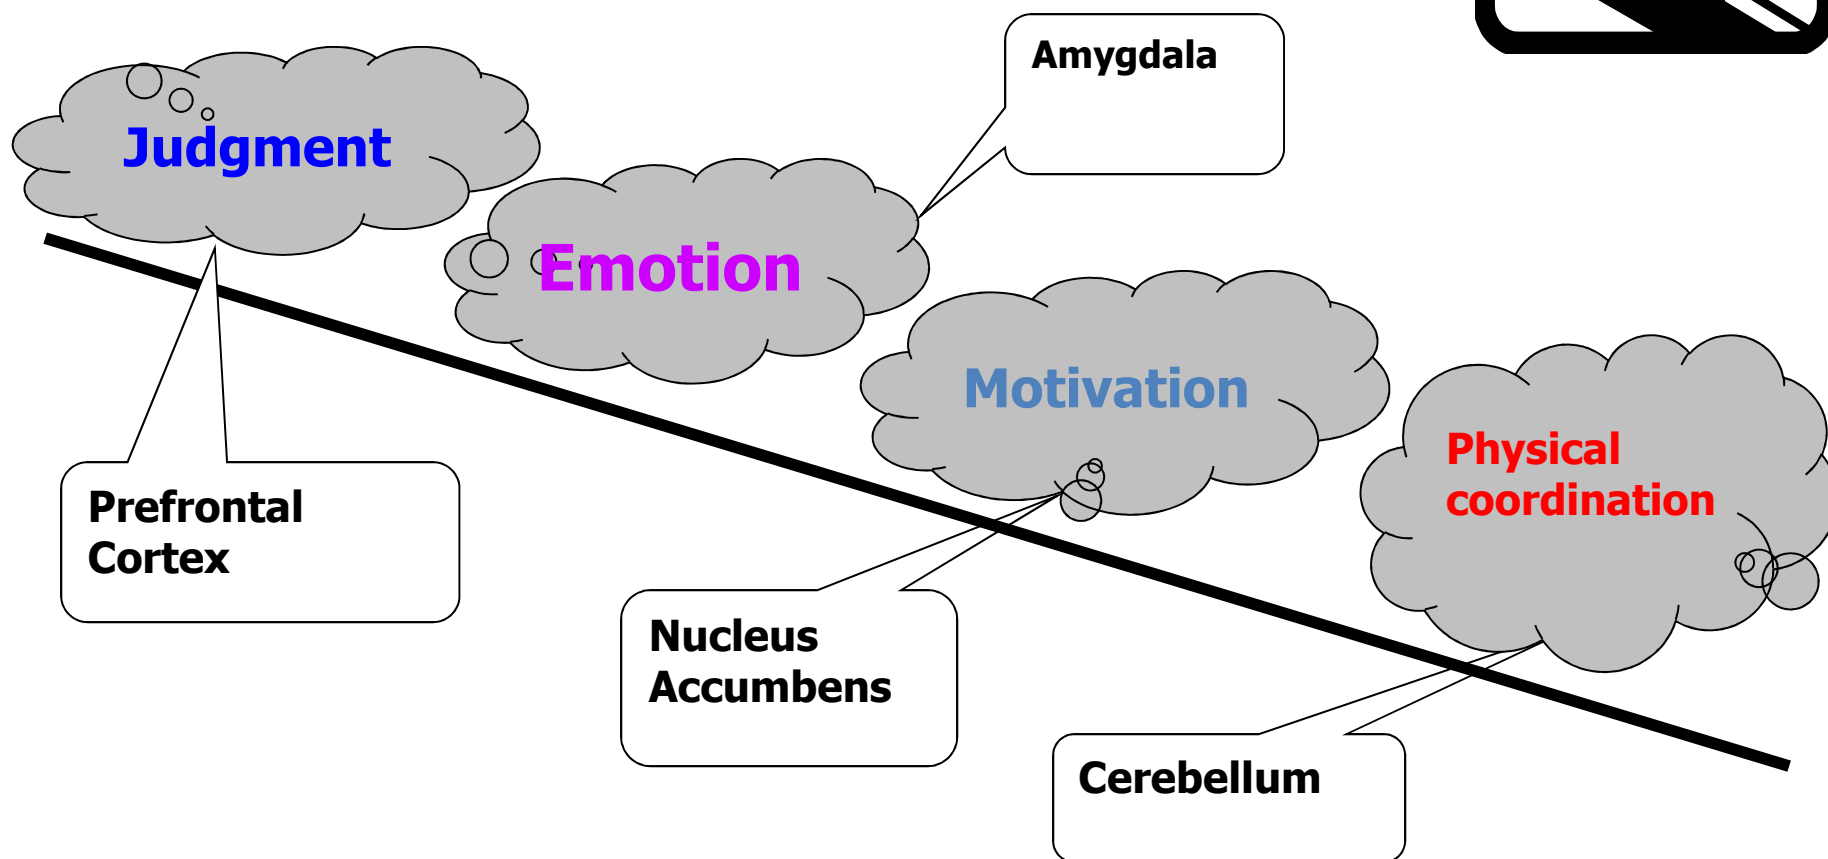 Amygdala
Judgment
Emotion
Motivation
Physical
coordination
Prefrontal
Cortex
Nucleus
Accumbens
Cerebellum